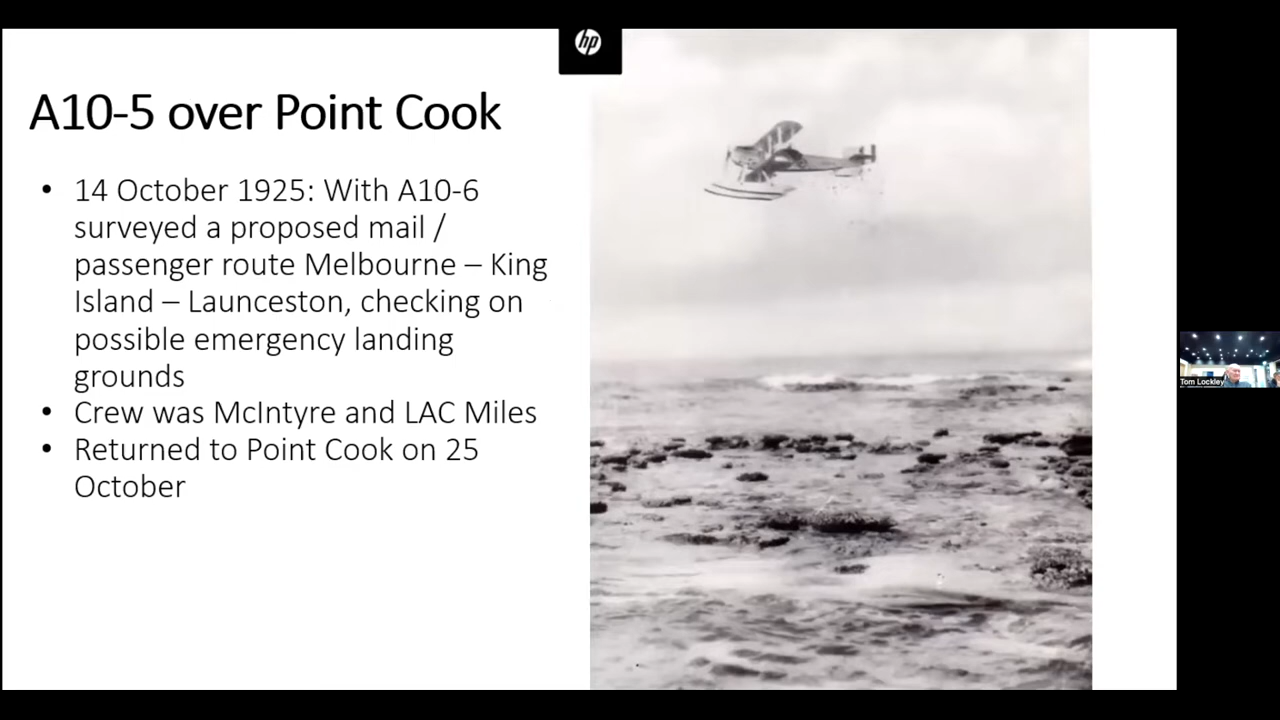 hp
A10-5 over Point Cook
• 14 October 1925: With A10-6
surveyed a proposed mail /
passenger route Melbourne – King
Island – Launceston, checking on
possible emergency landing
grounds
• Crew was McIntyre and LAC Miles
• Returned to Point Cook on 25
October
Tom Lockley